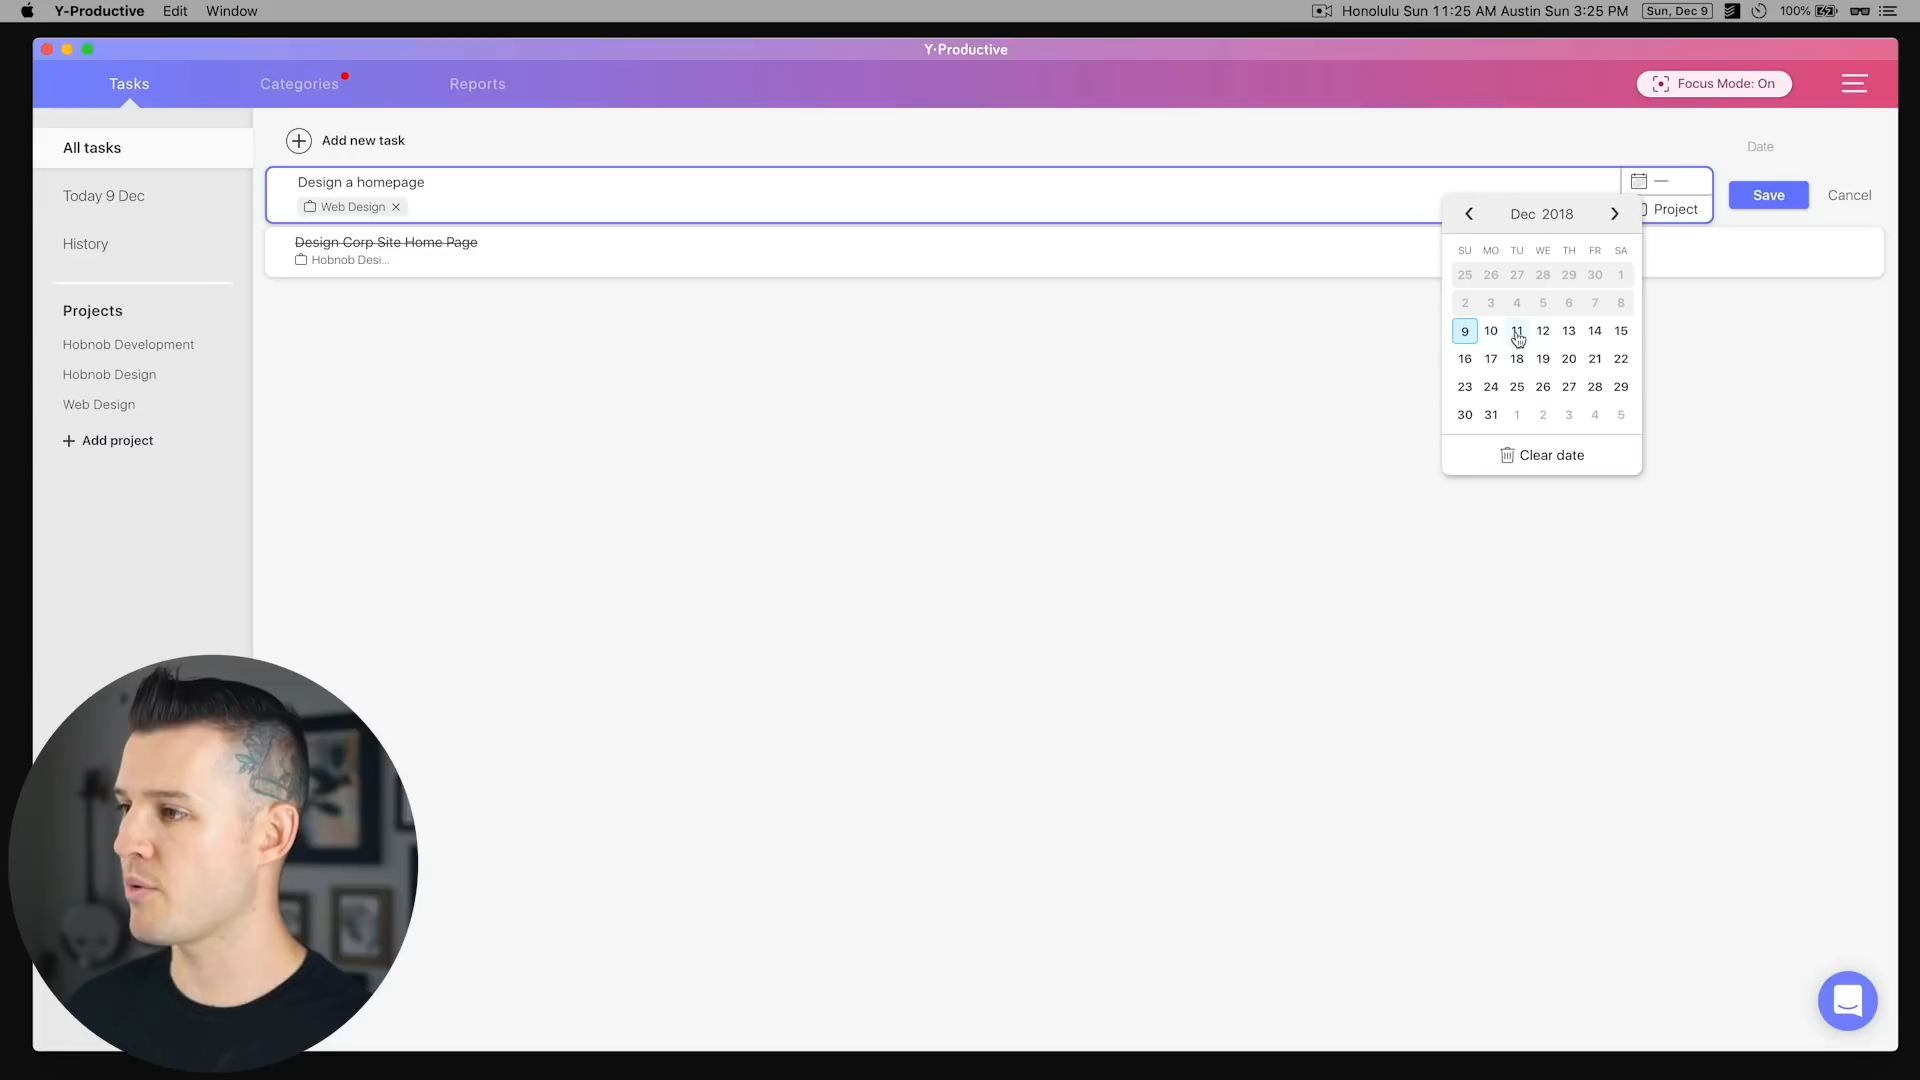 Y-Productive Edit Window
Honolulu Sun 11:25 AM Austin Sun 3:25 PM Sun, Dec 9 100%
Y·Productive
Tasks Categories Reports
Focus Mode: On
All tasks
Today 9 Dec
History
Projects
Hobnob Development
Hobnob Design
Web Design
Add project
Add new task
Date
Design a homepage
Web Design
—
Project
Save Cancel
Design Corp Site Home Page
Hobnob Desi...
Dec 2018
SU MO TU WE TH FR SA
25 26 27 28 29 30 1
2 3 4 5 6 7 8
9 10 11 12 13 14 15
16 17 18 19 20 21 22
23 24 25 26 27 28 29
30 31 1 2 3 4 5
Clear date